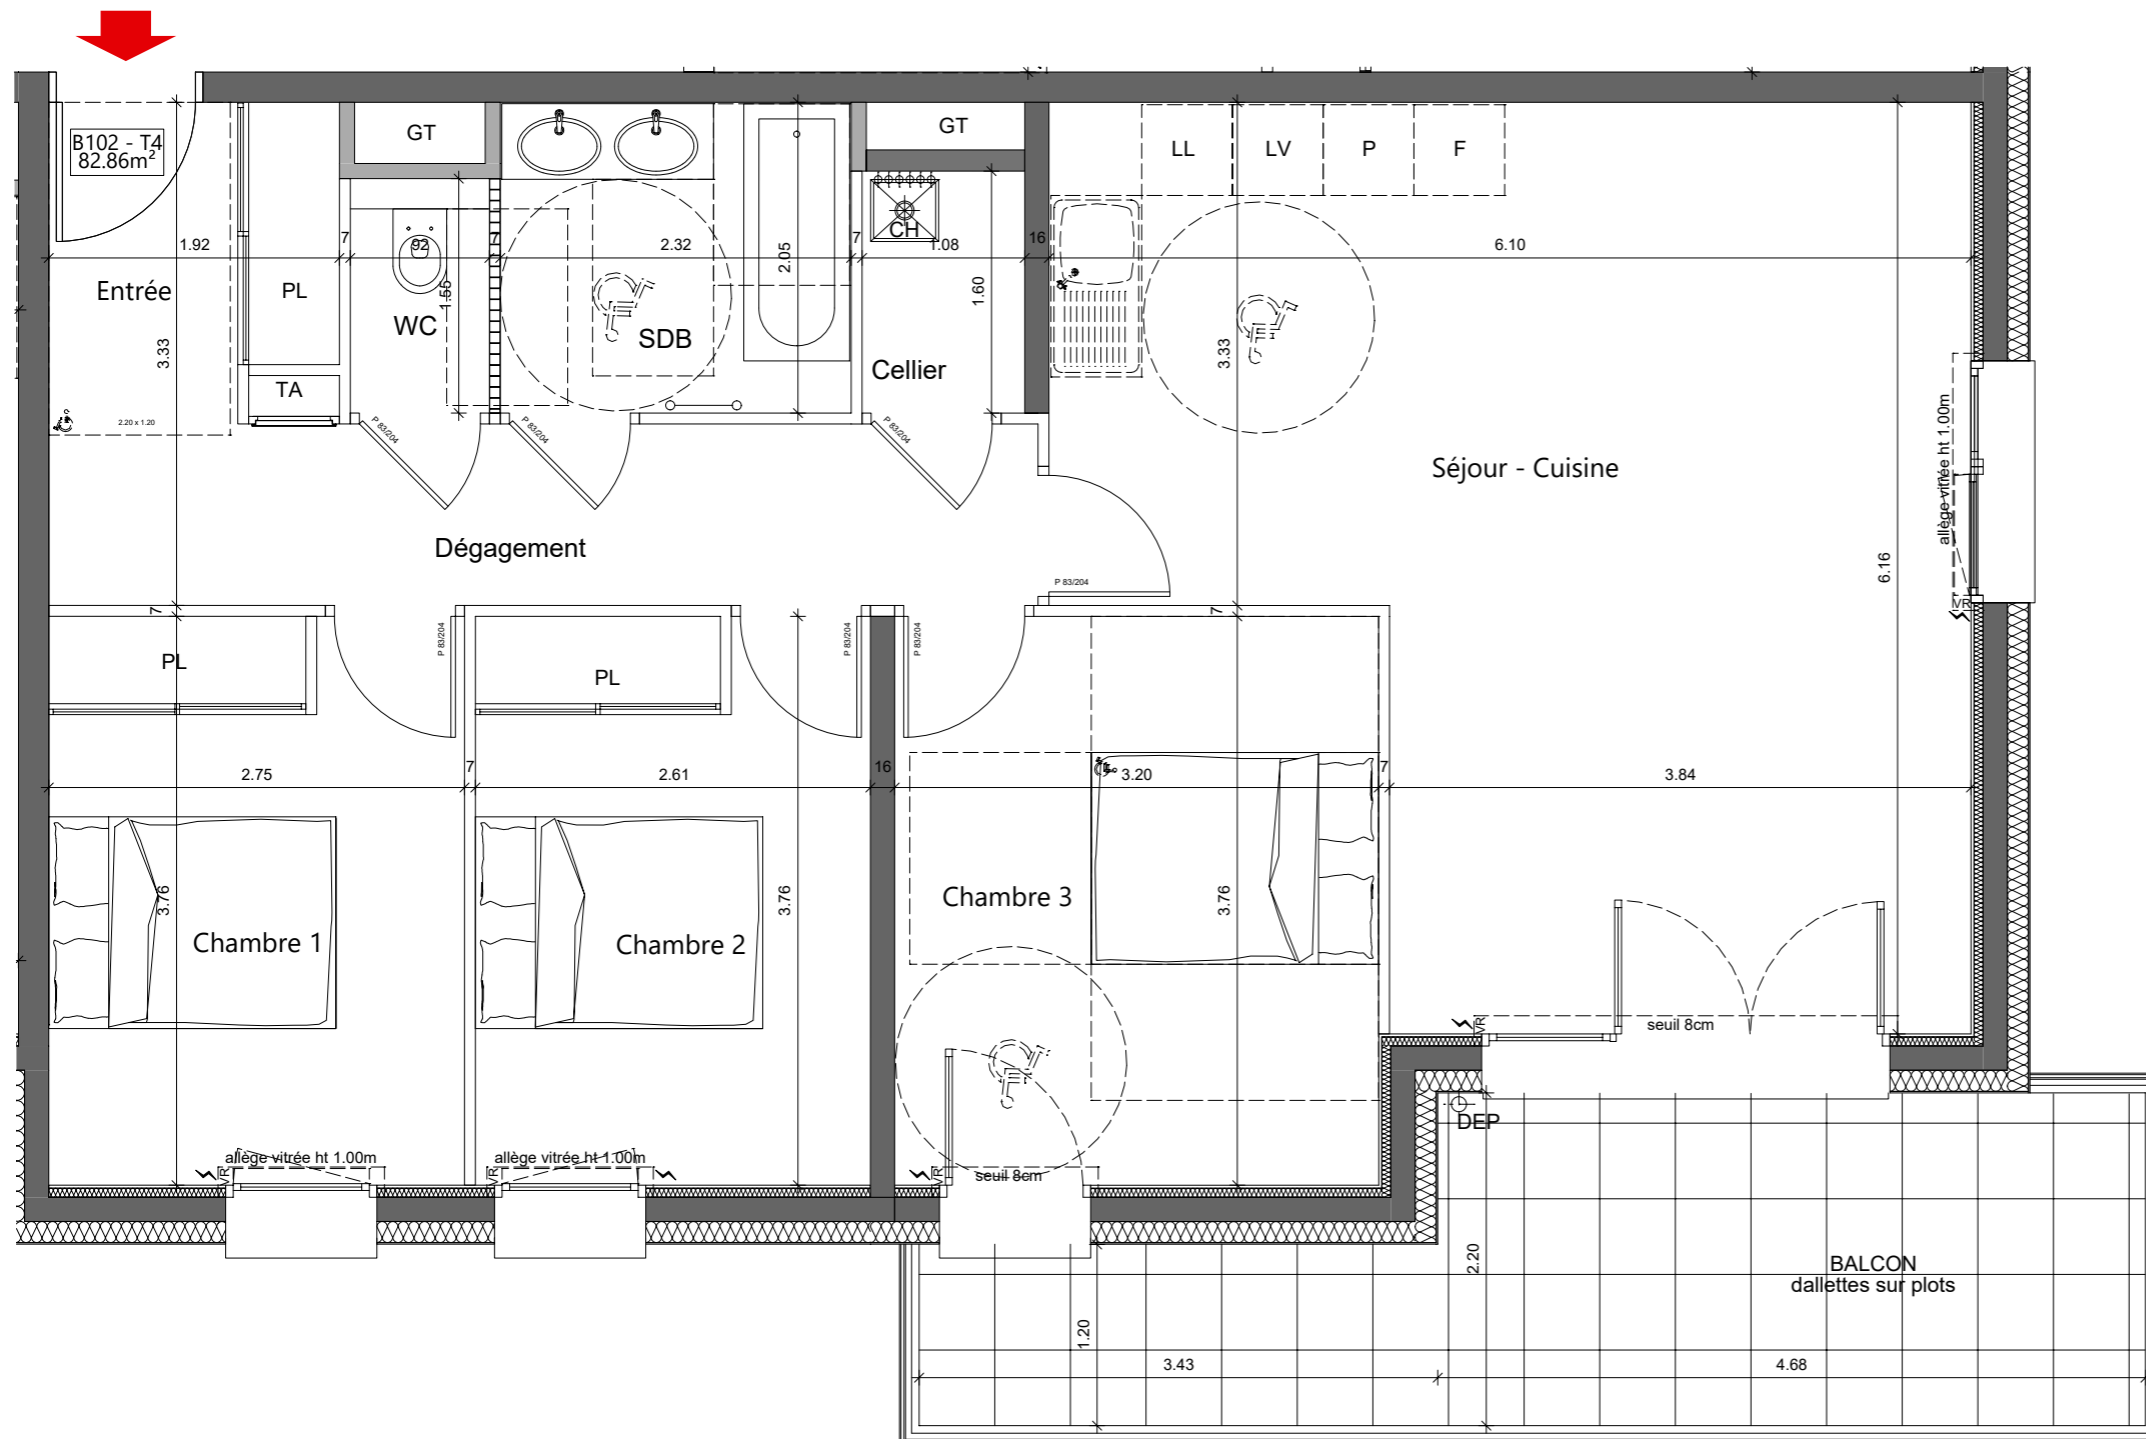 B102 - T4
82.86m²
GT
GT
LL
LV
P
F
CH
1.92
7
92
7
2.32
2.05
7
1.08
16
6.10
Entrée
PL
1.55
WC
SDB
1.60
3.33
3.33
Cellier
TA
2.20 x 1.20
P 83/204
P 83/204
P 83/204
Séjour - Cuisine
allège vitrée ht 1.00m
Dégagement
6.16
P 83/204
VR
7
7
PL
PL
P 83/204
P 83/204
P 83/204
2.75
7
2.61
16
3.20
7
3.84
3.76
3.76
3.76
Chambre 1
Chambre 2
Chambre 3
VR
seuil 8cm
DEP
allège vitrée ht 1.00m
VR
allège vitrée ht 1.00m
VR
VR
seuil 8cm
2.20
BALCON
dallettes sur plots
1.20
3.43
4.68